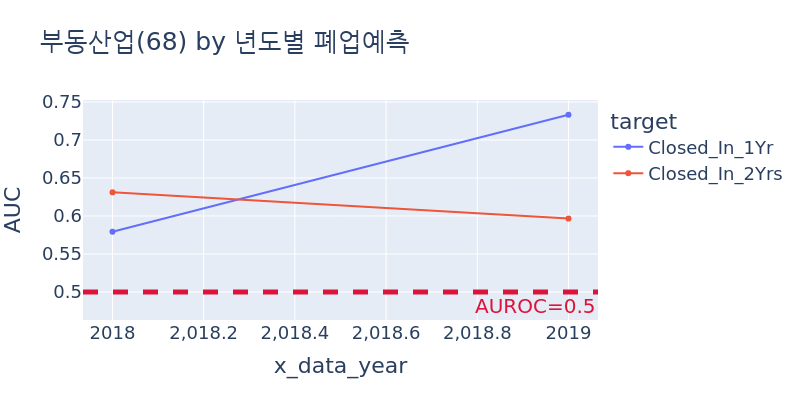 부동산업(68) by 년도별 폐업예측
0.75
0.7
0.65
0.6
0.55
0.5
AUC
AUROC=0.5
2018
2,018.2
2,018.4
2,018.6
2,018.8
2019
x_data_year
target
Closed_In_1Yr
Closed_In_2Yrs